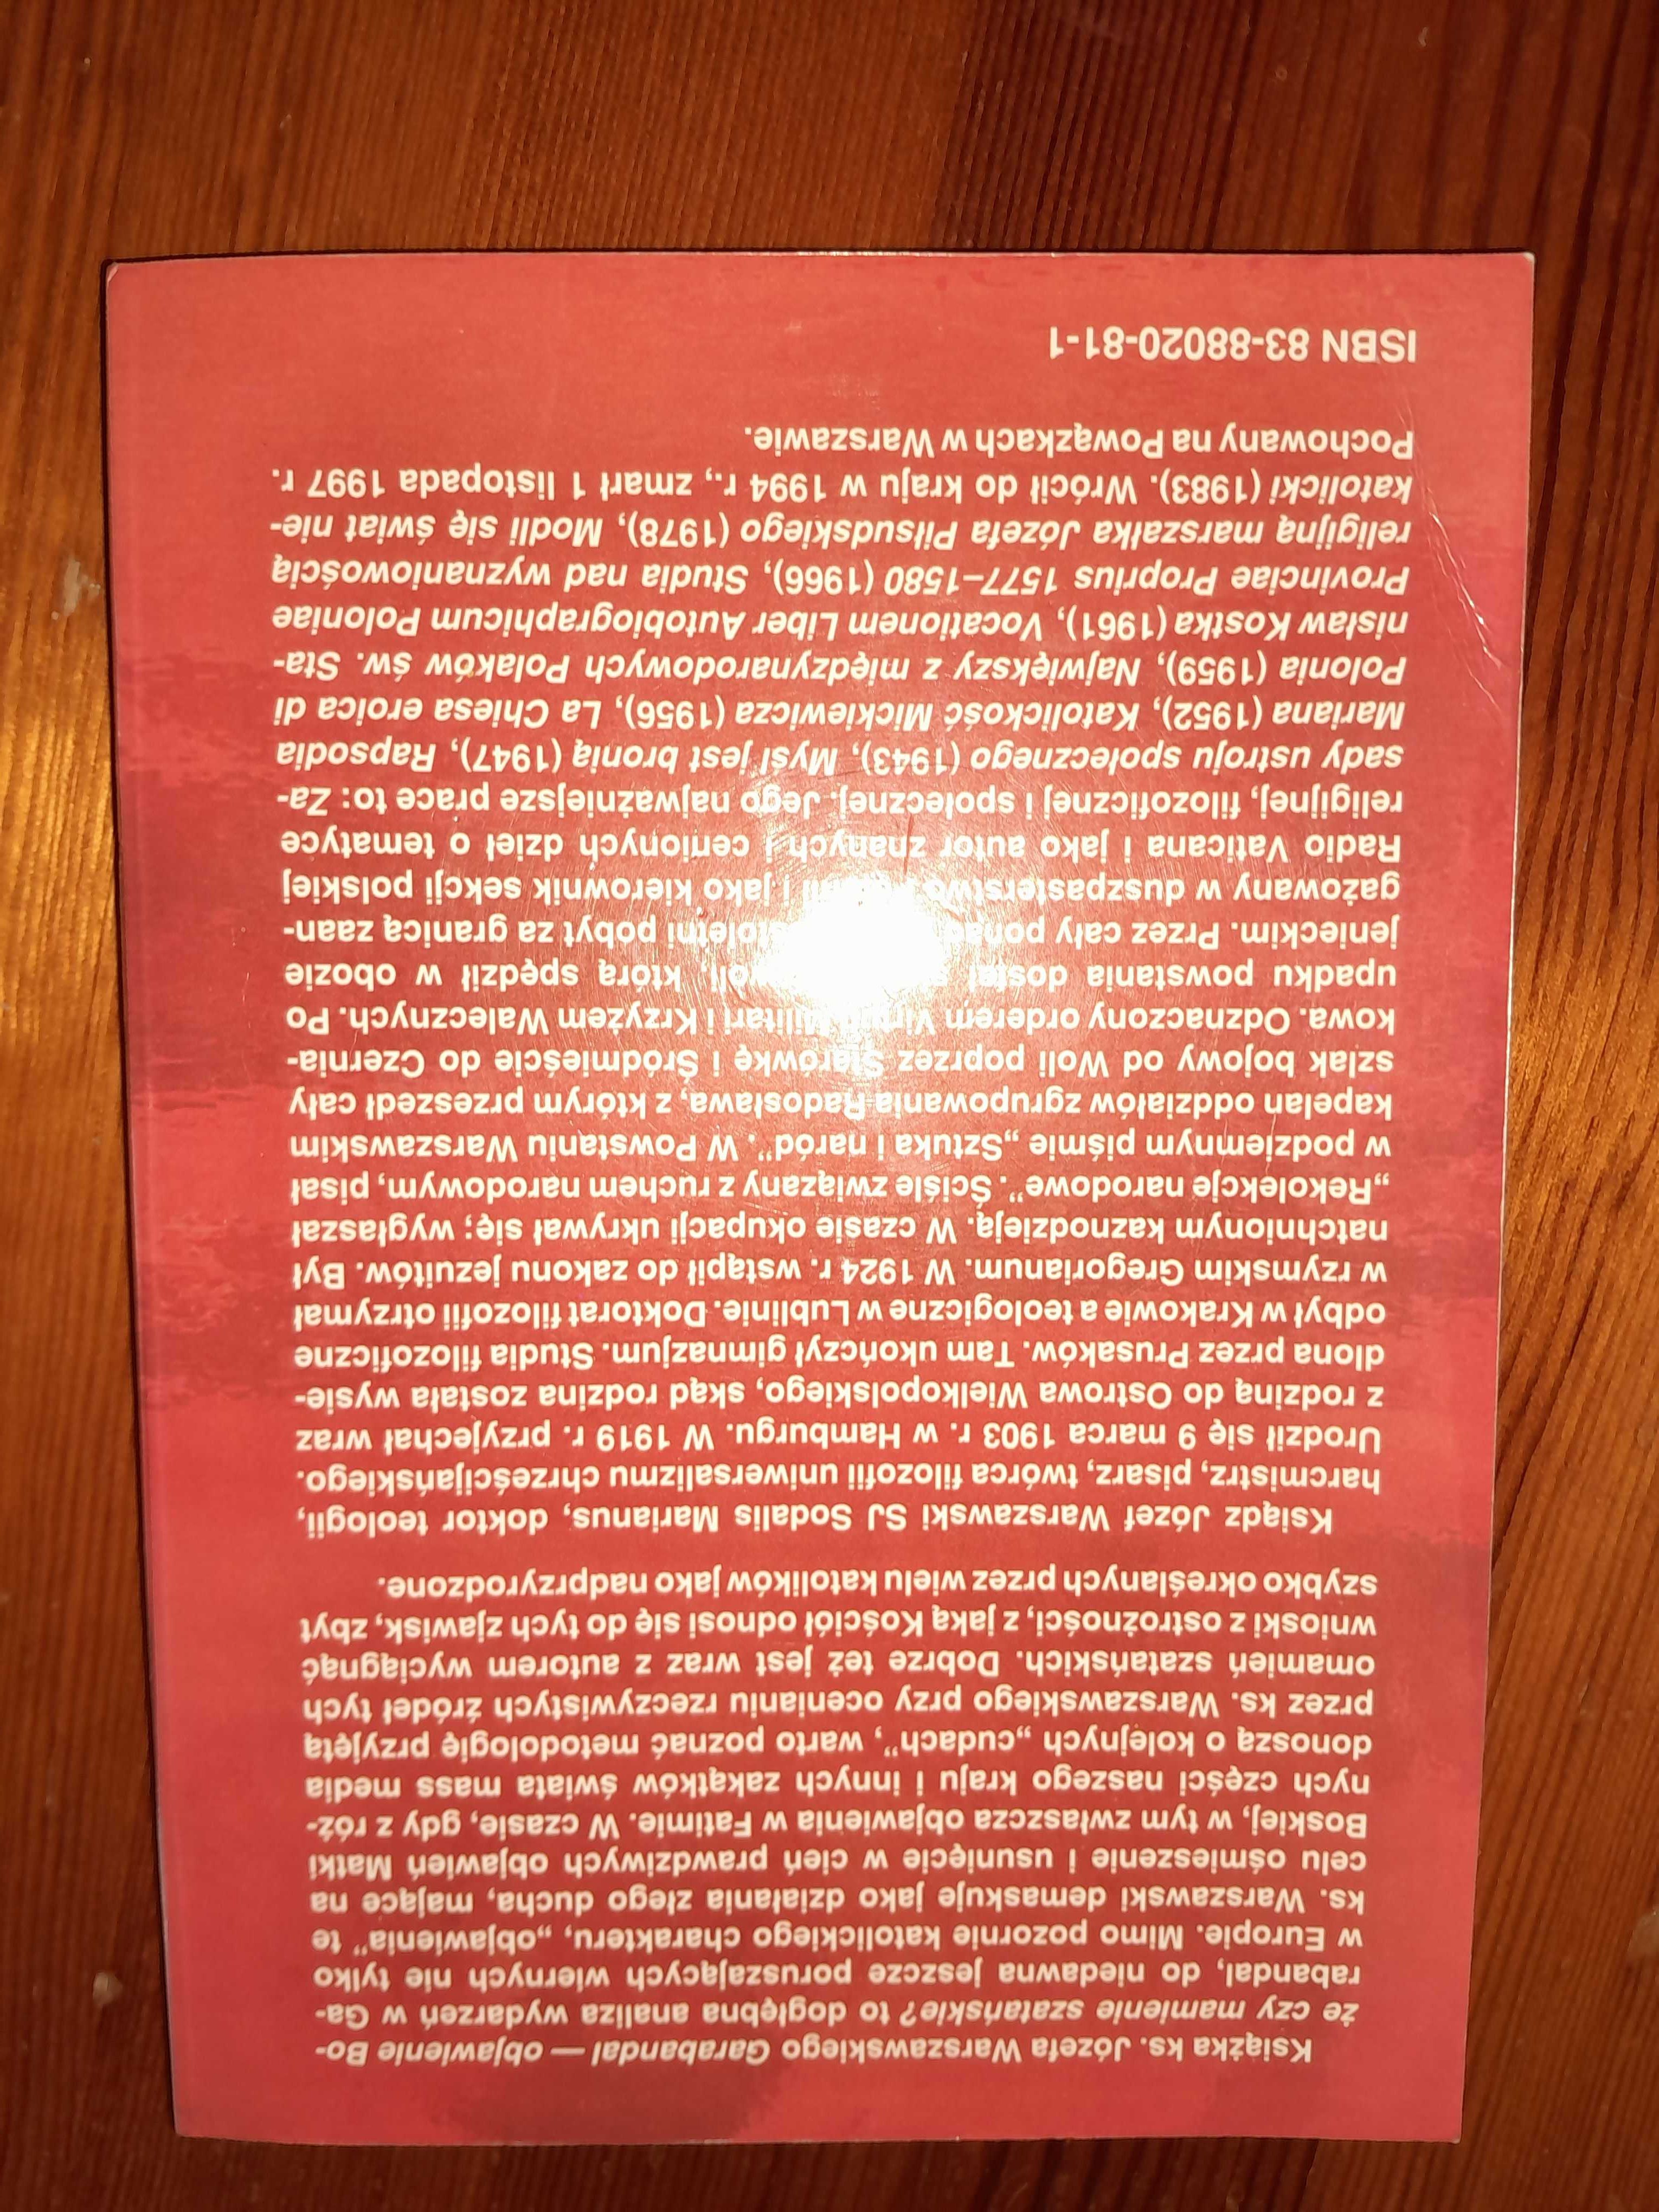 Książka ks. Józefa Warszawskiego Garabandal — objawienie Bo-
że czy mamienie szatańskie? to dogłębna analiza wydarzeń w Ga-
rabandal, do niedawna jeszcze poruszających wiernych nie tylko
w Europie. Mimo pozornie katolickiego charakteru, „objawienia” te
ks. Warszawski demaskuje jako działania złego ducha, mające na
celu ośmieszenie i usunięcie w cień prawdziwych objawień Matki
Boskiej, w tym zwłaszcza objawienia w Fatimie. W czasie, gdy z róż-
nych części naszego kraju i innych zakątków świata mass media
donoszą o kolejnych „cudach”, warto poznać metodologię przyjętą
przez ks. Warszawskiego przy ocenianiu rzeczywistych źródeł tych
omamień szatańskich. Dobrze też jest wraz z autorem wyciągnąć
wnioski z ostrożności, z jaką Kościół odnosi się do tych zjawisk, zbyt
szybko określanych przez wielu katolików jako nadprzyrodzone.
Ksiądz Józef Warszawski SJ Sodalis Marianus, doktor teologii,
harcmistrz, pisarz, twórca filozofii uniwersalizmu chrześcijańskiego.
Urodził się 9 marca 1903 r. w Hamburgu. W 1919 r. przyjechał wraz
z rodziną do Ostrowa Wielkopolskiego, skąd rodzina została wysie-
dlona przez Prusaków. Tam ukończył gimnazjum. Studia filozoficzne
odbył w Krakowie a teologiczne w Lublinie. Doktorat filozofii otrzymał
w rzymskim Gregorianum. W 1924 r. wstąpił do zakonu jezuitów. Był
natchnionym kaznodzieją. W czasie okupacji ukrywał się; wygłaszał
„Rekolekcje narodowe”. Ściśle związany z ruchem narodowym, pisał
w podziemnym piśmie „Sztuka i naród”. W Powstaniu Warszawskim
kapelan oddziałów zgrupowania Radosława, z którym przeszedł cały
szlak bojowy od Woli poprzez Starówkę i Śródmieście do Czernia-
kowa. Odznaczony orderem Virtuti Militari i Krzyżem Walecznych. Po
upadku powstania dostał którą spędził w obozie
jenieckim. Przez cały pobyt za granicą zaan-
gażowany w duszpasterstwo i jako kierownik sekcji polskiej
Radio Vaticana i jako autor znanych i cenionych dzieł o tematyce
religijnej, filozoficznej i społecznej. Jego najważniejsze prace to: Za-
sady ustroju społecznego (1943), Myśl jest bronią (1947), Rapsodia
Mariana (1952), Katolickość Mickiewicza (1956), La Chiesa eroica di
Polonia (1959), Największy z międzynarodowych Polaków św. Sta-
nisław Kostka (1961), Vocationem Liber Autobiographicum Poloniae
Provinciae Proprius 1577–1580 (1966), Studia nad wyznaniowością
religijną marszałka Józefa Piłsudskiego (1978), Modli się świat nie-
katolicki (1983). Wrócił do kraju w 1994 r., zmarł 1 listopada 1997 r.
Pochowany na Powązkach w Warszawie.
ISBN 83-88020-81-1